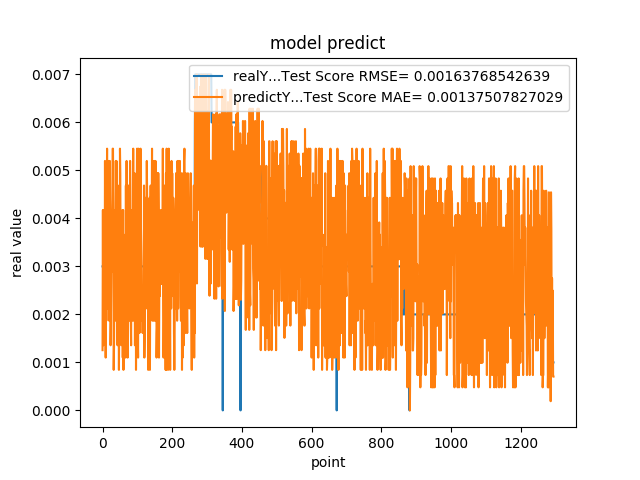 model predict
realY...Test Score RMSE= 0.00163768542639
predictY...Test Score MAE= 0.00137507827029
0.007
0.006
0.005
0.004
0.003
0.002
0.001
0.000
real value
0 200 400 600 800 1000 1200
point